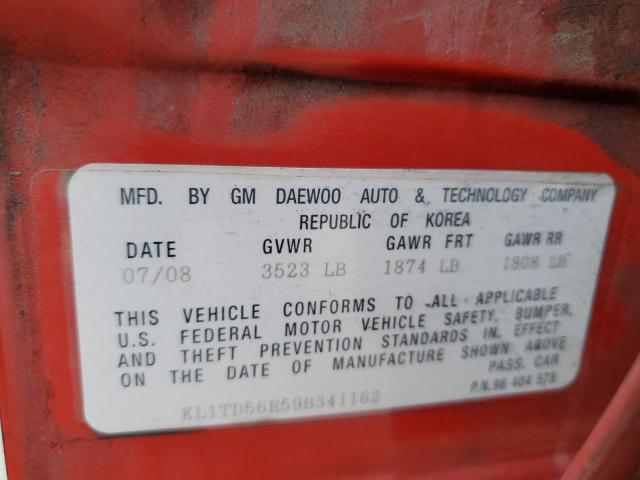 MFD. BY GM DAEWOO AUTO & TECHNOLOGY COMPANY
REPUBLIC OF KOREA
DATE GVWR GAWR FRT GAWR RR
07/08 3523 LB 1874 LB 1808 LB
THIS VEHICLE CONFORMS TO ALL APPLICABLE
U.S. FEDERAL MOTOR VEHICLE SAFETY, BUMPER,
AND THEFT PREVENTION STANDARDS IN EFFECT
ON THE DATE OF MANUFACTURE SHOWN ABOVE
PASS. CAR
P.N.96 404 578
KL1TD56E59B341162